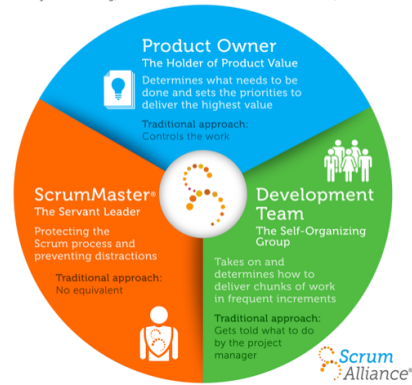 Product Owner
The Holder of Product Value
Determines what needs to be
done and sets the priorities to
deliver the highest value
Traditional approach:
Controls the work
ScrumMaster®
The Servant Leader
Protecting the
Scrum process and
preventing distractions
Traditional approach:
No equivalent
Development
Team
The Self-Organizing
Group
Takes on and
determines how to
deliver chunks of work
in frequent increments
Traditional approach:
Gets told what to do
by the project
manager
Scrum
Alliance®